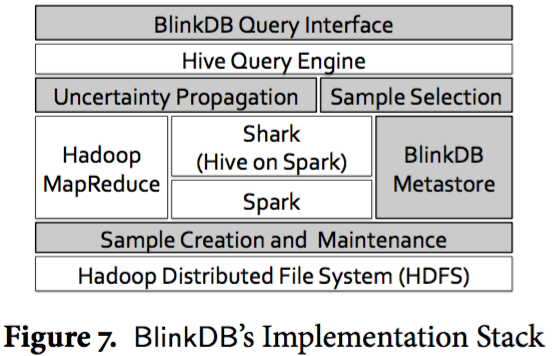 BlinkDB Query Interface
Hive Query Engine
Uncertainty Propagation
Sample Selection
Hadoop
MapReduce
Shark
(Hive on Spark)
Spark
BlinkDB
Metastore
Sample Creation and Maintenance
Hadoop Distributed File System (HDFS)
Figure 7. BlinkDB's Implementation Stack